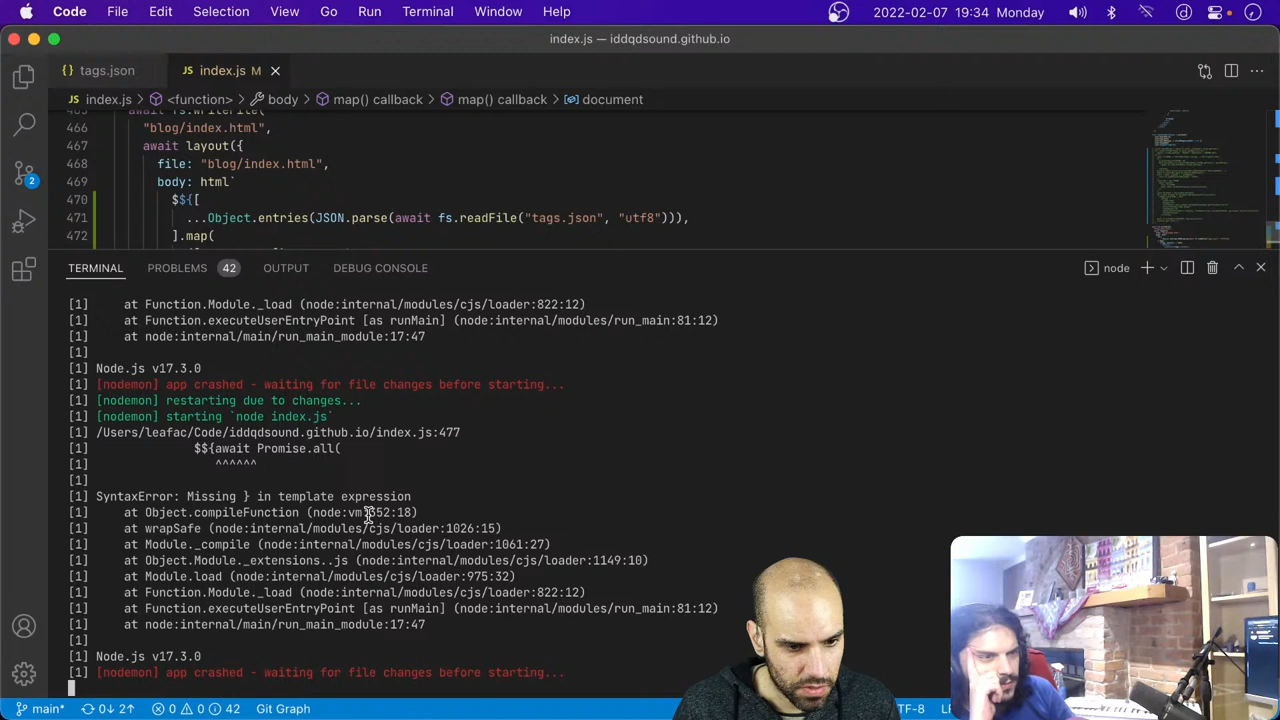 Code File Edit Selection View Go Run Terminal Window Help 2022-02-07 19:34 Monday
index.js — iddqdsound.github.io
tags.json JS index.js M
JS index.js > <function> > body > map() callback > map() callback > document
466 "blog/index.html",
467 await layout({
468 file: "blog/index.html",
469 body: html`
470 $${[
471 ...Object.entries(JSON.parse(await fs.readFile("tags.json", "utf8"))),
472 ].map(
TERMINAL PROBLEMS 42 OUTPUT DEBUG CONSOLE node
[1] at Function.Module._load (node:internal/modules/cjs/loader:822:12)
[1] at Function.executeUserEntryPoint [as runMain] (node:internal/modules/run_main:81:12)
[1] at node:internal/main/run_main_module:17:47
[1]
[1] Node.js v17.3.0
[1] [nodemon] app crashed - waiting for file changes before starting...
[1] [nodemon] restarting due to changes...
[1] [nodemon] starting `node index.js`
[1] /Users/leafac/Code/iddqdsound.github.io/index.js:477
[1] $${await Promise.all(
[1] ^^^^^^
[1]
[1] SyntaxError: Missing } in template expression
[1] at Object.compileFunction (node:vm:352:18)
[1] at wrapSafe (node:internal/modules/cjs/loader:1026:15)
[1] at Module._compile (node:internal/modules/cjs/loader:1061:27)
[1] at Object.Module._extensions..js (node:internal/modules/cjs/loader:1149:10)
[1] at Module.load (node:internal/modules/cjs/loader:975:32)
[1] at Function.Module._load (node:internal/modules/cjs/loader:822:12)
[1] at Function.executeUserEntryPoint [as runMain] (node:internal/modules/run_main:81:12)
[1] at node:internal/main/run_main_module:17:47
[1]
[1] Node.js v17.3.0
[1] [nodemon] app crashed - waiting for file changes before starting...
2
main* 0↓ 2↑ 0 0 42 Git Graph